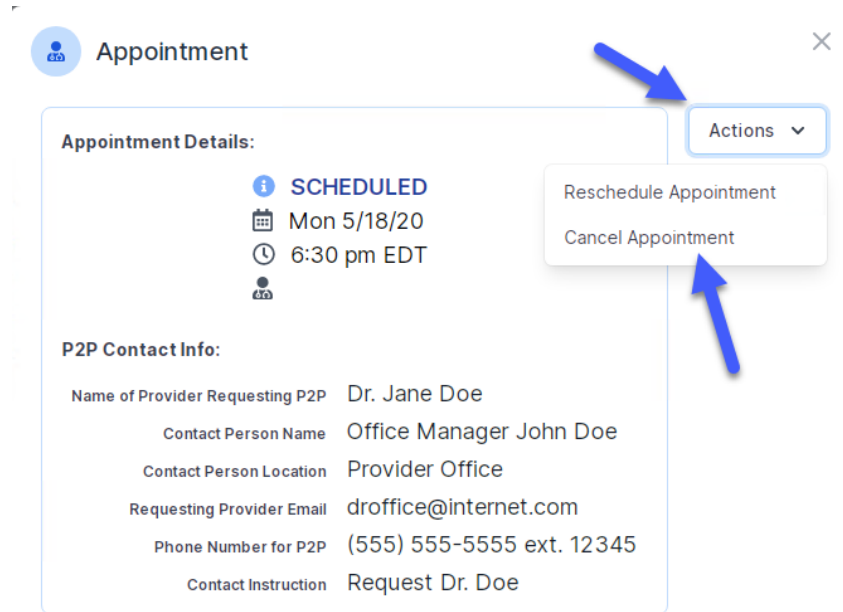 Appointment
Actions
Appointment Details:
SCHEDULED
Reschedule Appointment
Mon 5/18/20
Cancel Appointment
6:30 pm EDT
P2P Contact Info:
Name of Provider Requesting P2P Dr. Jane Doe
Contact Person Name Office Manager John Doe
Contact Person Location Provider Office
Requesting Provider Email droffice@internet.com
Phone Number for P2P (555) 555-5555 ext. 12345
Contact Instruction Request Dr. Doe